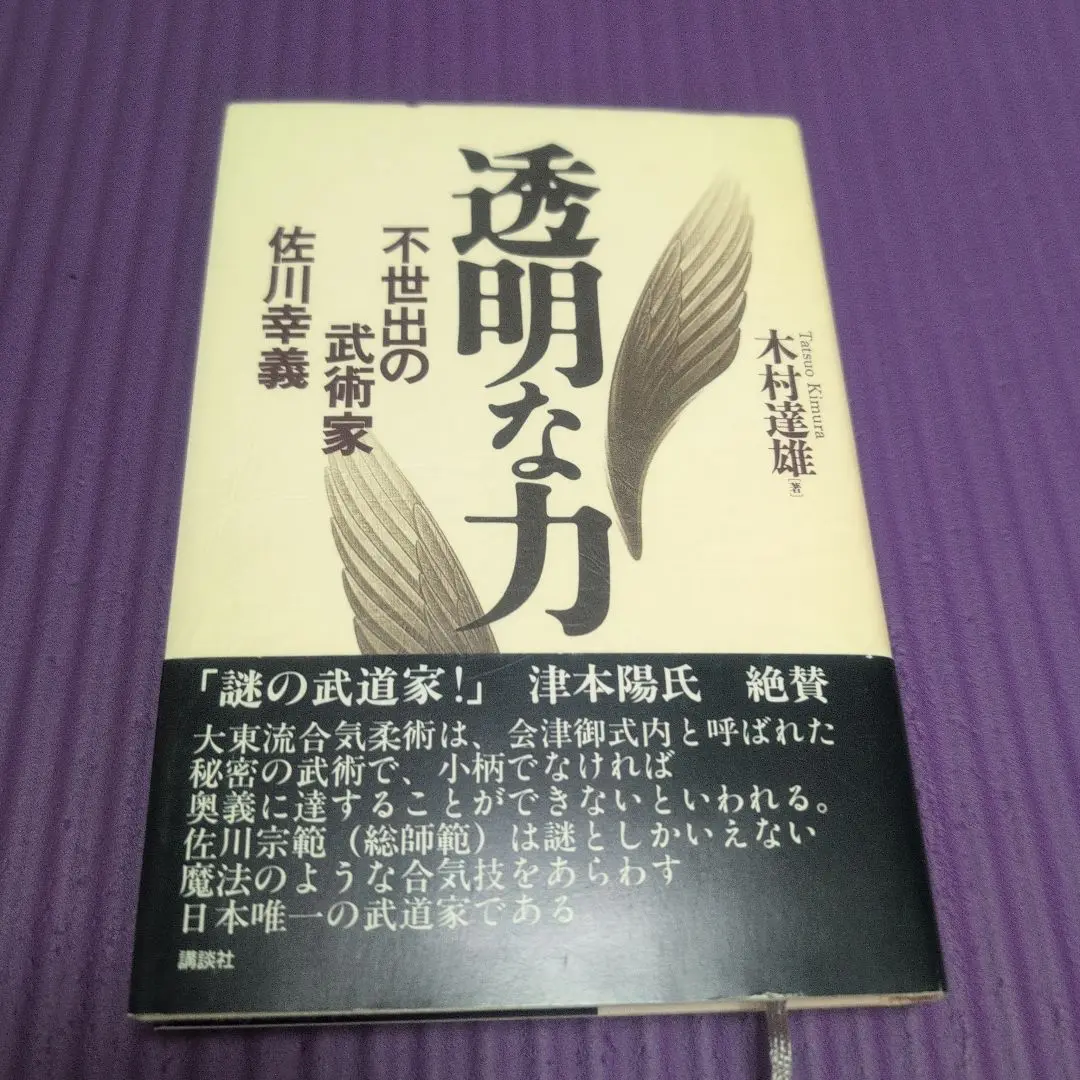 透明な力
不世出の
武術家
佐川幸義
Tatsuo Kimura
木村達雄[著]
「謎の武道家!」 津本陽氏 絶賛
大東流合気柔術は、会津御式内と呼ばれた
秘密の武術で、小柄でなければ
奥義に達することができないといわれる。
佐川宗範（総師範）は謎としかいえない
魔法のような合気技をあらわす
日本唯一の武道家である
講談社